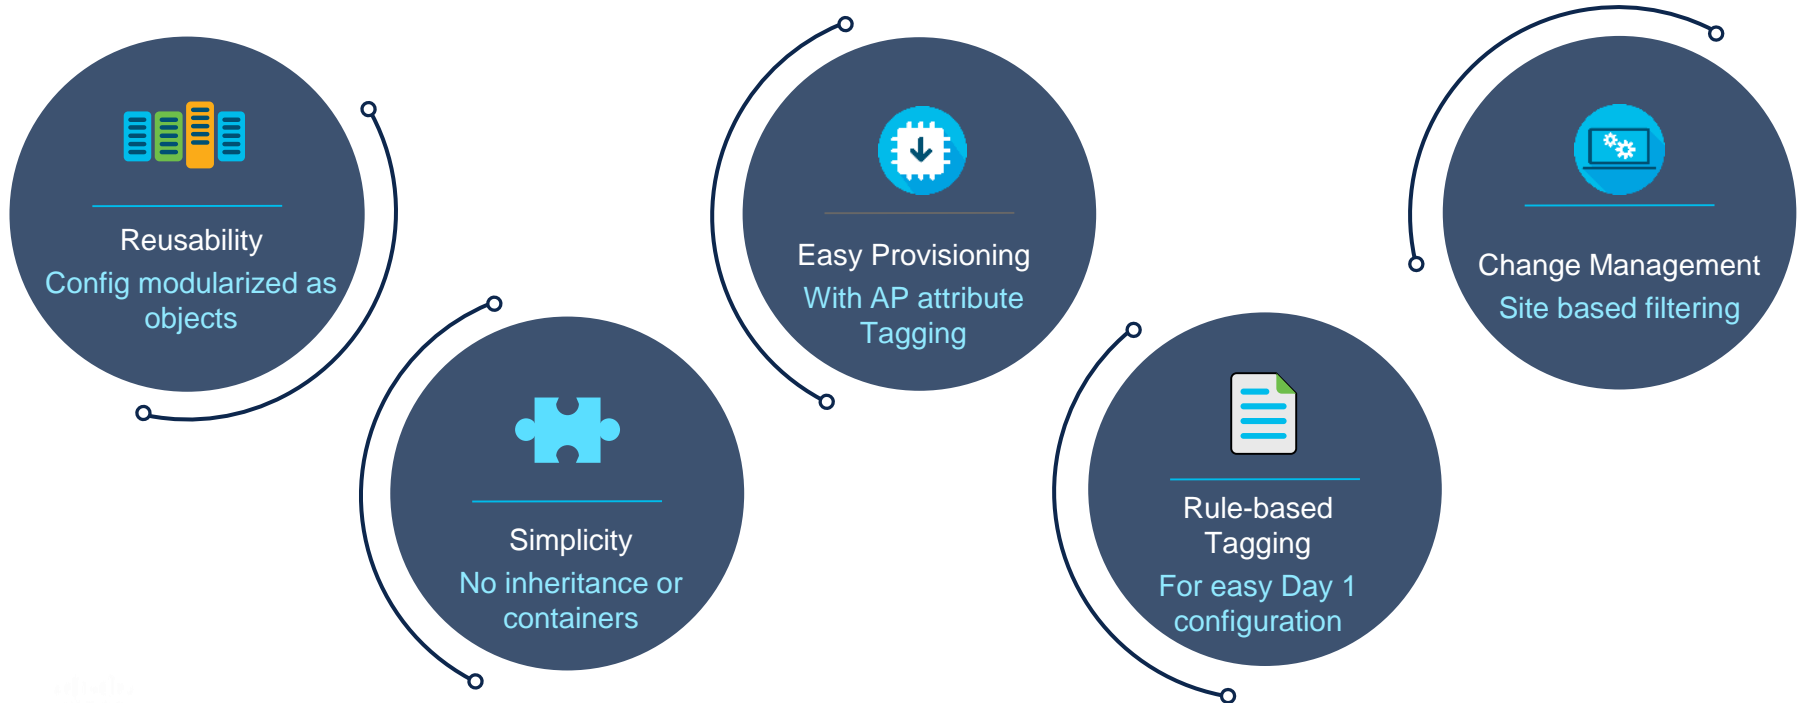 Reusability
Config modularized as
objects
Simplicity
No inheritance or
containers
Easy Provisioning
With AP attribute
Tagging
Rule-based
Tagging
For easy Day 1
configuration
Change Management
Site based filtering